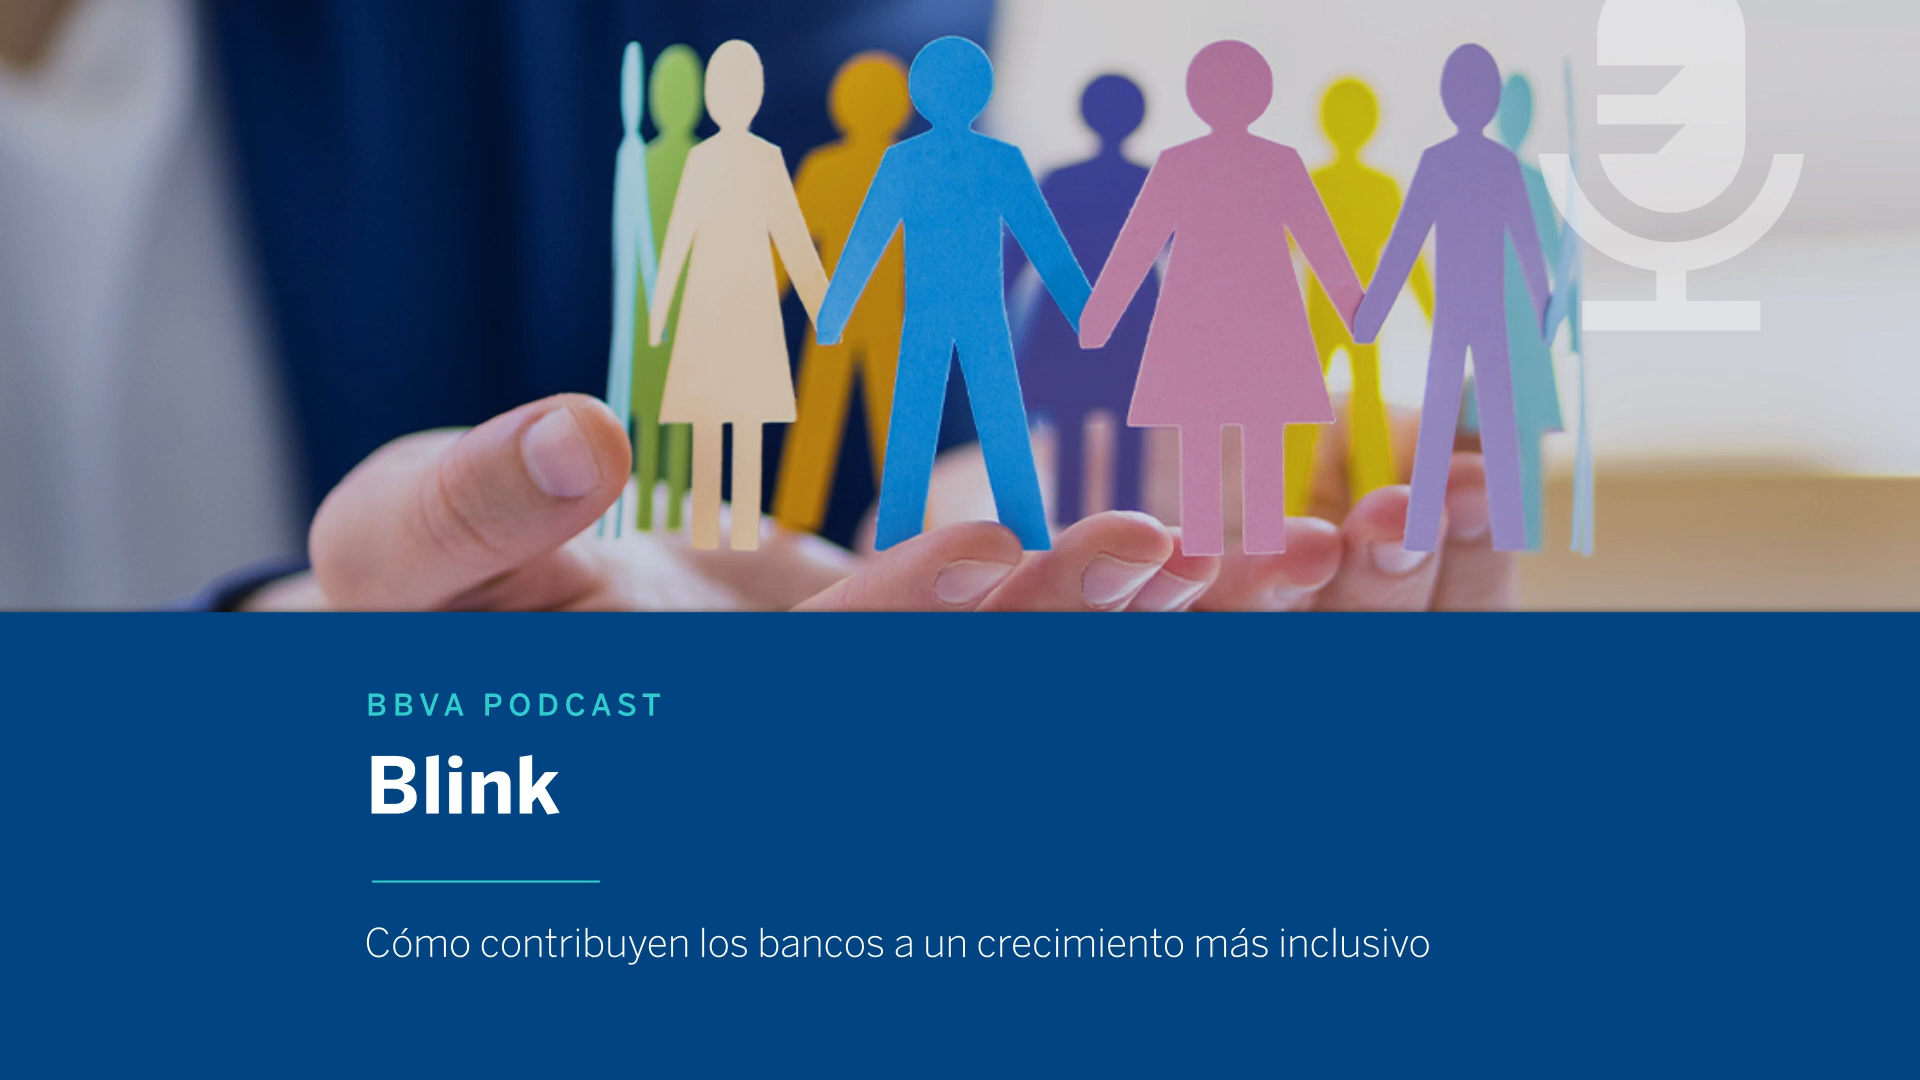 BBVA PODCAST
Blink
Cómo contribuyen los bancos a un crecimiento más inclusivo